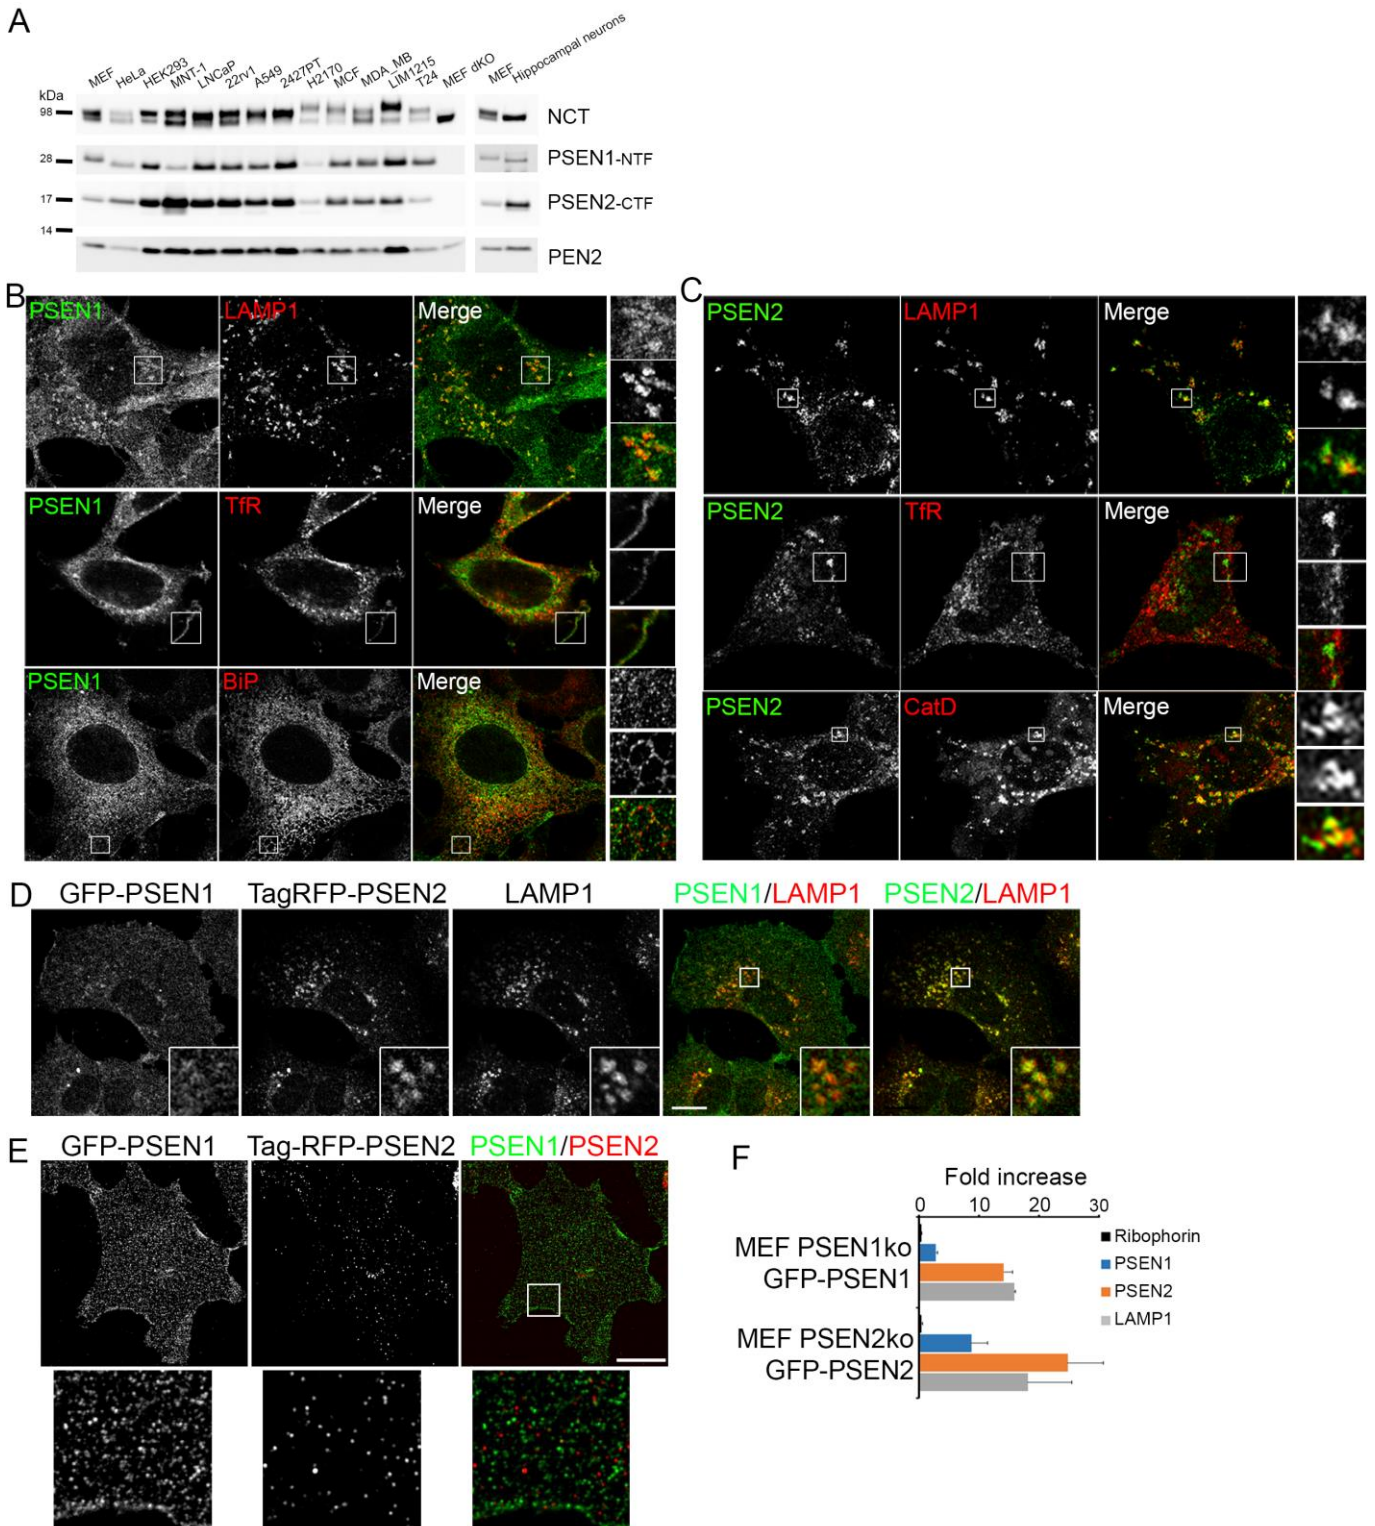 A
MEF HeLa HEK293 MNT-1 LNCaP 22rv1 A549 2427PT H2170 MCF MDA_MB LiM1215 T24 MEF dKO MEF Hippocampal neurons
kDa
98 NCT
28 PSEN1-NTF
17 PSEN2-CTF
14
PEN2
B
PSEN1 LAMP1 Merge
PSEN1 TfR Merge
PSEN1 BiP Merge
C
PSEN2 LAMP1 Merge
PSEN2 TfR Merge
PSEN2 CatD Merge
D
GFP-PSEN1 TagRFP-PSEN2 LAMP1 PSEN1/LAMP1 PSEN2/LAMP1
E
GFP-PSEN1 Tag-RFP-PSEN2 PSEN1/PSEN2
F
Fold increase
0 10 20 30
MEF PSEN1ko
GFP-PSEN1
MEF PSEN2ko
GFP-PSEN2
Ribophorin
PSEN1
PSEN2
LAMP1